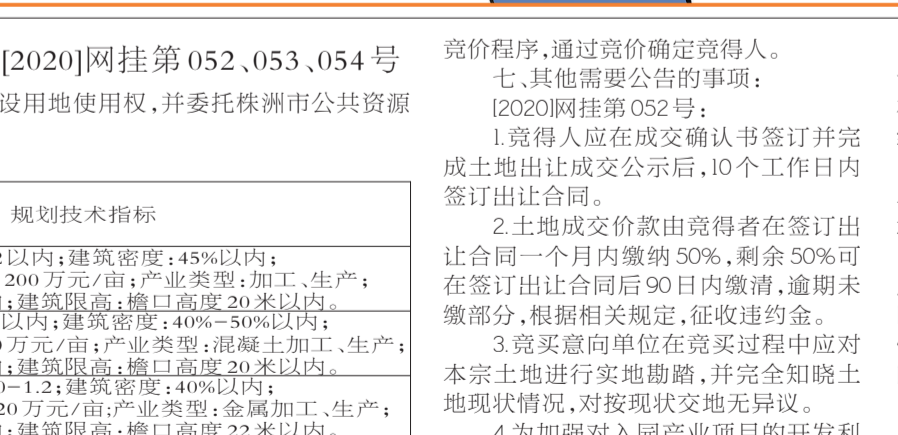 [2020]网挂第052、053、054号
设用地使用权,并委托株洲市公共资源
规划技术指标
以内;建筑密度:45%以内;
200万元/亩;产业类型:加工、生产;
;建筑限高:檐口高度20米以内。
以内;建筑密度:40%-50%以内;
万元/亩;产业类型:混凝土加工、生产;
;建筑限高:檐口高度20米以内。
-1.2;建筑密度:40%以内;
20万元/亩;产业类型:金属加工、生产;
建筑限高:檐口高度22米以内。
竞价程序,通过竞价确定竞得人。
七、其他需要公告的事项:
[2020]网挂第052号:
1.竞得人应在成交确认书签订并完
成土地出让成交公示后,10个工作日内
签订出让合同。
2.土地成交价款由竞得者在签订出
让合同一个月内缴纳50%,剩余50%可
在签订出让合同后90日内缴清,逾期未
缴部分,根据相关规定,征收违约金。
3.竞买意向单位在竞买过程中应对
本宗土地进行实地勘踏,并完全知晓土
地现状情况,对按现状交地无异议。
4.为加强对入园产业项目的开发利